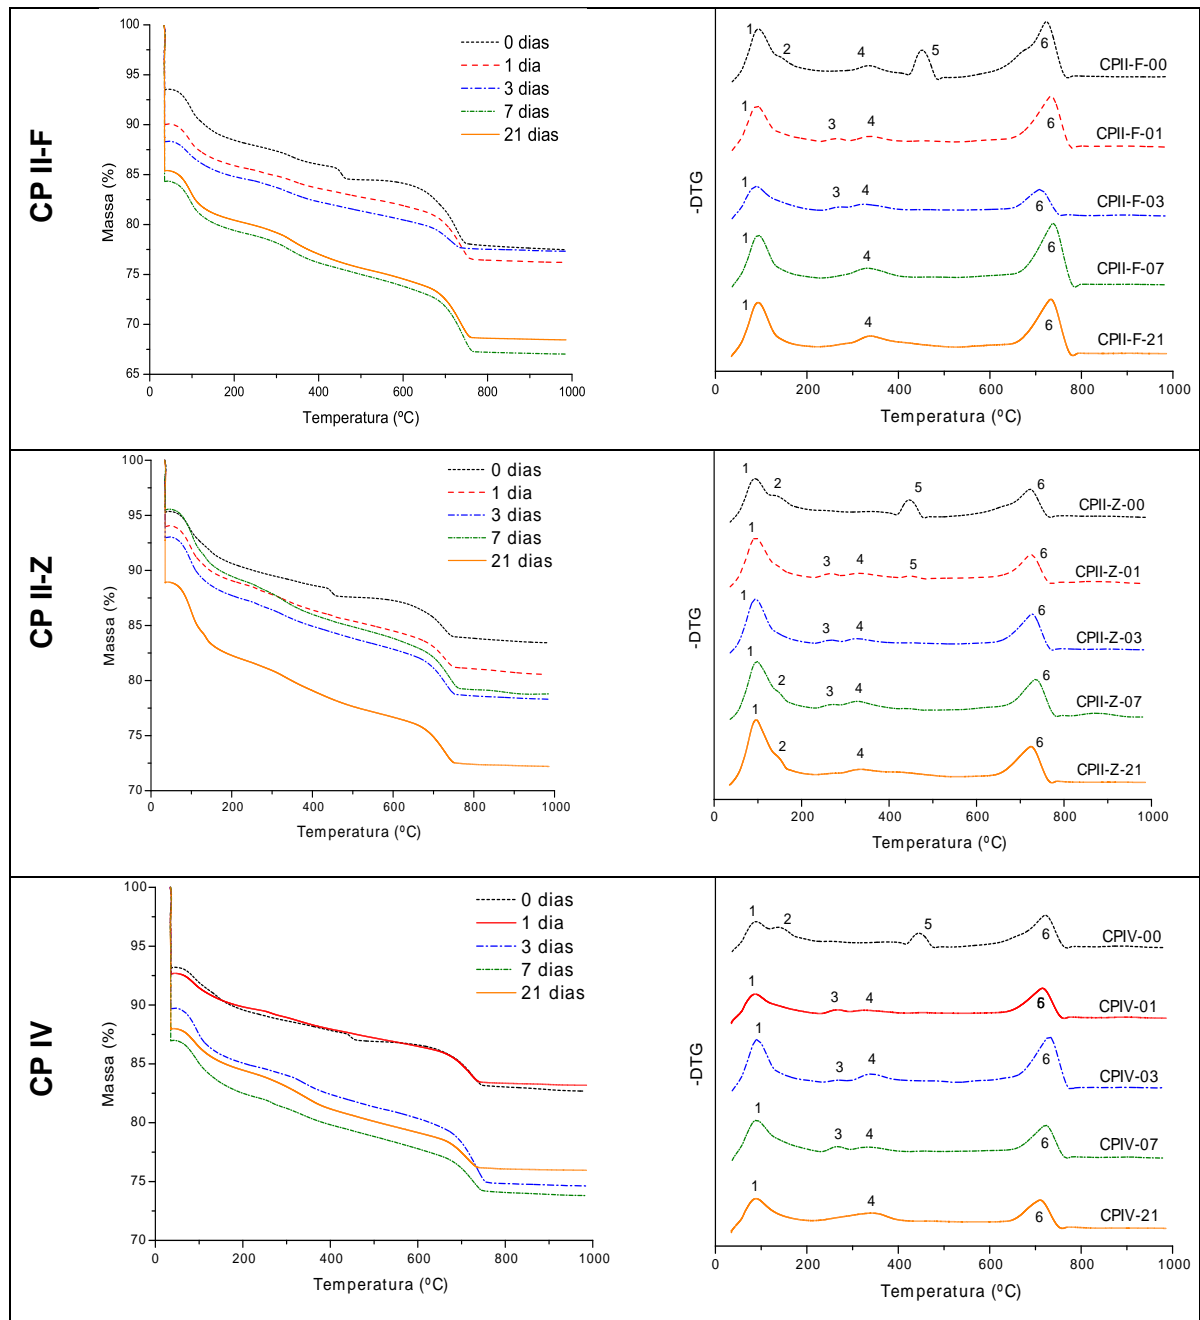 CP II-F
100
95
90
85
80
75
70
65
0
200
400
600
800
1000
Massa (%)
Temperatura (ºC)
0 dias
1 dia
3 dias
7 dias
21 dias
-DTG
1
2
4
5
6
CPII-F-00
1
3
4
6
CPII-F-01
1
3
4
6
CPII-F-03
1
4
6
CPII-F-07
1
4
6
CPII-F-21
0
200
400
600
800
1000
Temperatura (ºC)
CP II-Z
100
95
90
85
80
75
70
0
200
400
600
800
1000
Massa (%)
Temperatura (ºC)
0 dias
1 dia
3 dias
7 dias
21 dias
-DTG
1
2
5
6
CPII-Z-00
1
3
4
5
6
CPII-Z-01
1
3
4
6
CPII-Z-03
1
2
3
4
6
CPII-Z-07
1
2
4
6
CPII-Z-21
0
200
400
600
800
1000
Temperatura (ºC)
CP IV
100
95
90
85
80
75
70
0
200
400
600
800
1000
Massa (%)
Temperatura (ºC)
0 dias
1 dia
3 dias
7 dias
21 dias
-DTG
1
2
5
6
CPIV-00
1
3
4
6
CPIV-01
1
3
4
6
CPIV-03
1
3
4
6
CPIV-07
1
4
6
CPIV-21
0
200
400
600
800
1000
Temperatura (ºC)